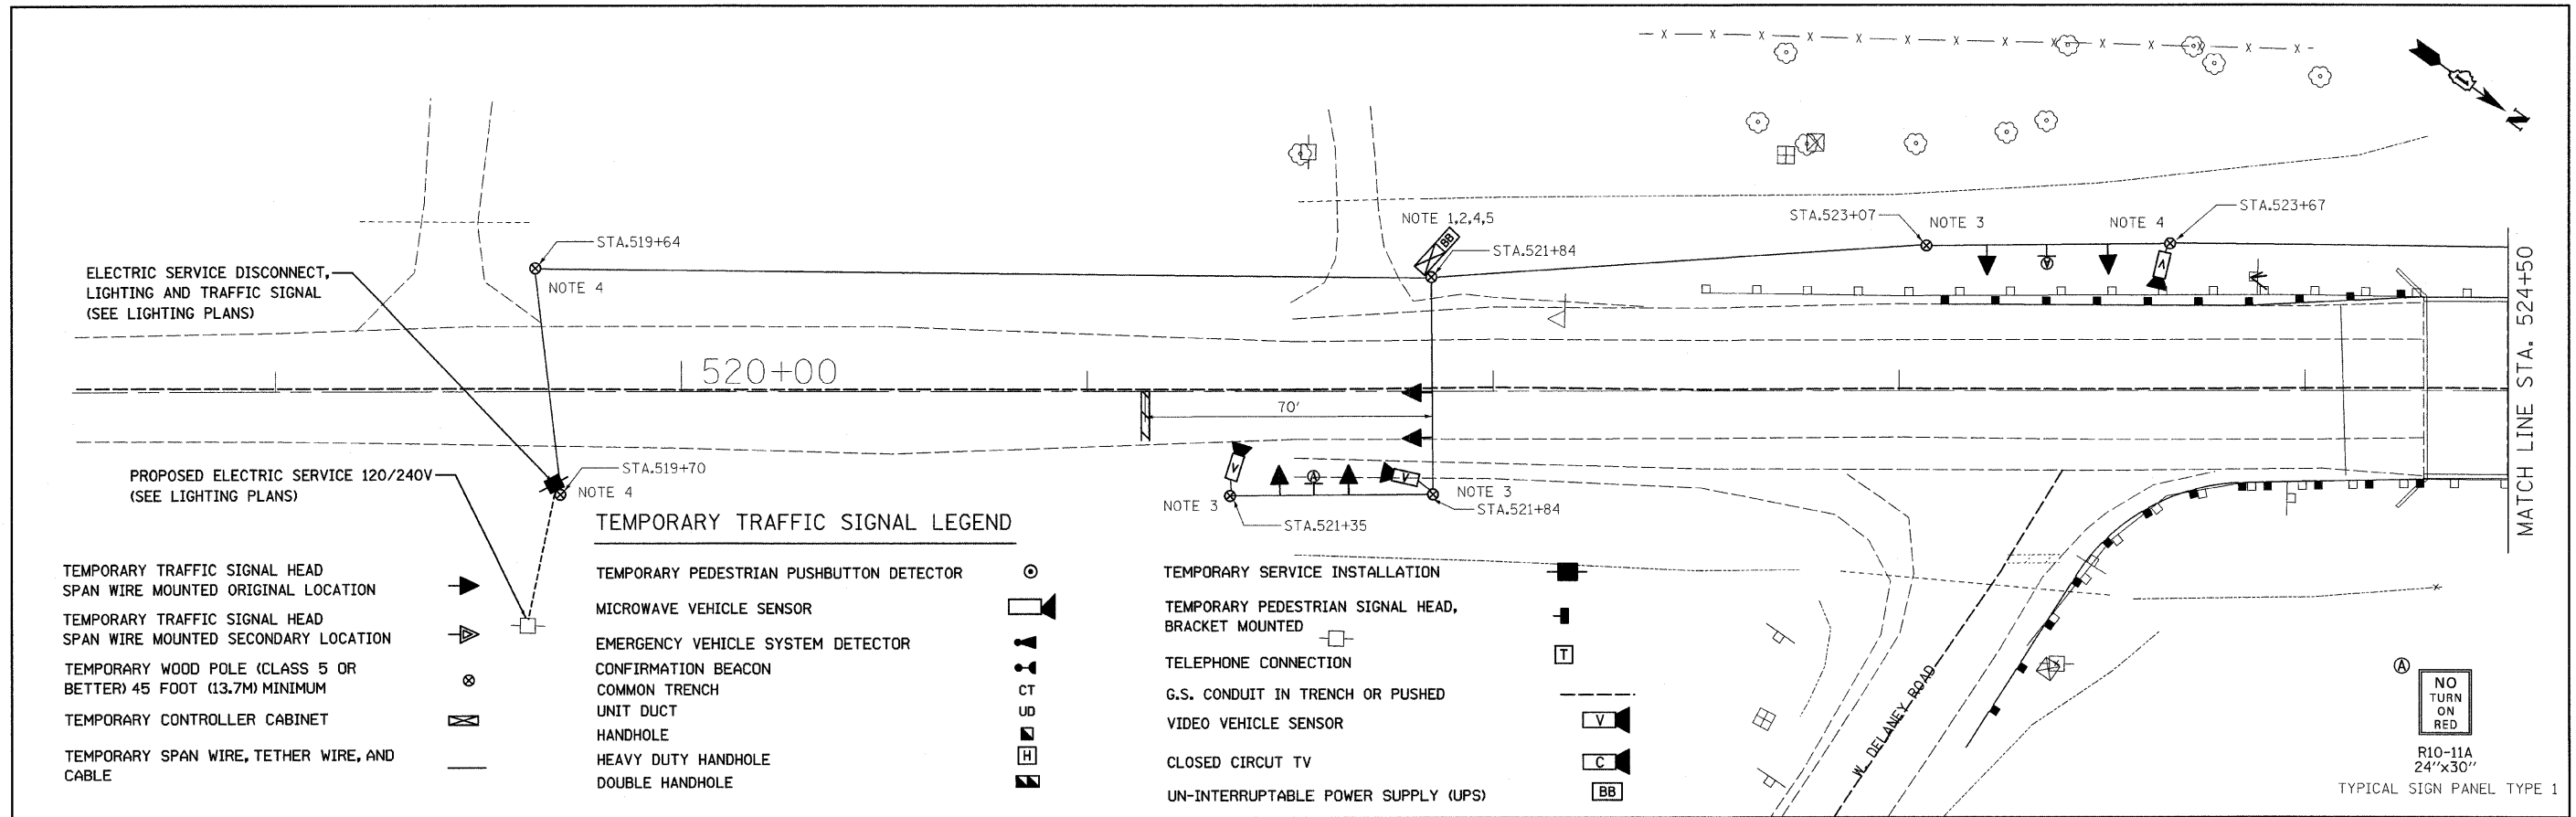 N
NOTE 1,2,4,5
BB
STA.523+07
NOTE 3
NOTE 4
STA.523+67
STA.519+64
STA.521+84
V
ELECTRIC SERVICE DISCONNECT,
LIGHTING AND TRAFFIC SIGNAL
(SEE LIGHTING PLANS)
NOTE 4
A
MATCH LINE STA. 524+50
520+00
70'
PROPOSED ELECTRIC SERVICE 120/240V
(SEE LIGHTING PLANS)
STA.519+70
NOTE 4
V
A
V
NOTE 3
NOTE 3
STA.521+84
STA.521+35
W. DELANEY ROAD
TEMPORARY TRAFFIC SIGNAL LEGEND
TEMPORARY TRAFFIC SIGNAL HEAD
SPAN WIRE MOUNTED ORIGINAL LOCATION
TEMPORARY TRAFFIC SIGNAL HEAD
SPAN WIRE MOUNTED SECONDARY LOCATION
TEMPORARY WOOD POLE (CLASS 5 OR
BETTER) 45 FOOT (13.7M) MINIMUM
TEMPORARY CONTROLLER CABINET
TEMPORARY SPAN WIRE, TETHER WIRE, AND
CABLE
TEMPORARY PEDESTRIAN PUSHBUTTON DETECTOR
MICROWAVE VEHICLE SENSOR
EMERGENCY VEHICLE SYSTEM DETECTOR
CONFIRMATION BEACON
COMMON TRENCH CT
UNIT DUCT UD
HANDHOLE
HEAVY DUTY HANDHOLE H
DOUBLE HANDHOLE
TEMPORARY SERVICE INSTALLATION
TEMPORARY PEDESTRIAN SIGNAL HEAD,
BRACKET MOUNTED
TELEPHONE CONNECTION T
G.S. CONDUIT IN TRENCH OR PUSHED
VIDEO VEHICLE SENSOR V
CLOSED CIRCUT TV C
UN-INTERRUPTABLE POWER SUPPLY (UPS) BB
A
NO
TURN
ON
RED
R10-11A
24"x30"
TYPICAL SIGN PANEL TYPE 1